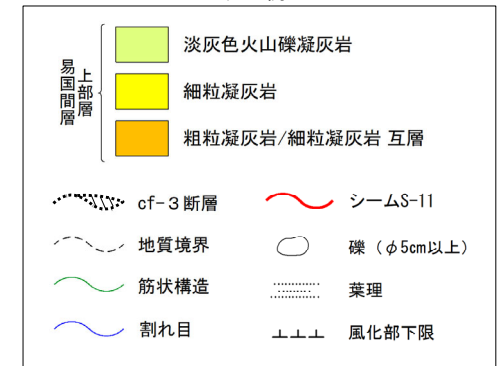 易国間層
上部層
淡灰色火山礫凝灰岩
細粒凝灰岩
粗粒凝灰岩/細粒凝灰岩 互層
cf-3断層
シームS-11
地質境界
礫（φ5cm以上）
筋状構造
葉理
割れ目
風化部下限